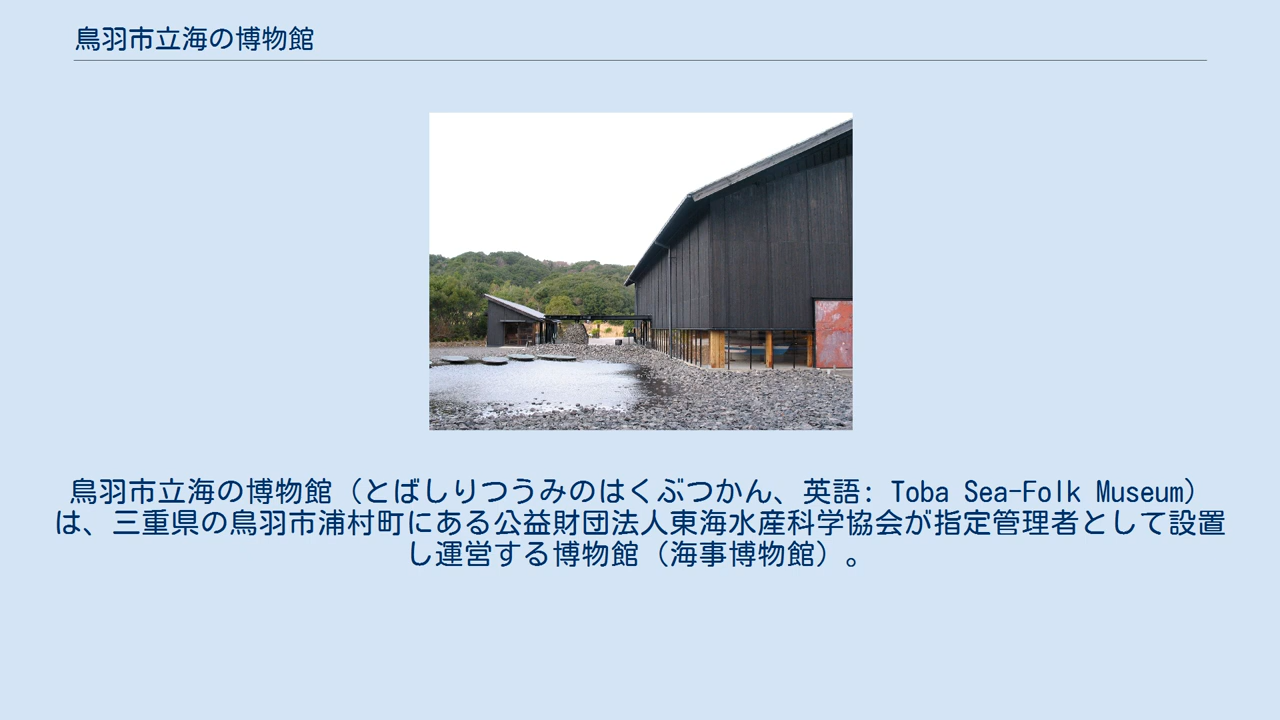 鳥羽市立海の博物館
鳥羽市立海の博物館（とばしりつうみのはくぶつかん、英語: Toba Sea-Folk Museum）
は、三重県の鳥羽市浦村町にある公益財団法人東海水産科学協会が指定管理者として設置
し運営する博物館（海事博物館）。